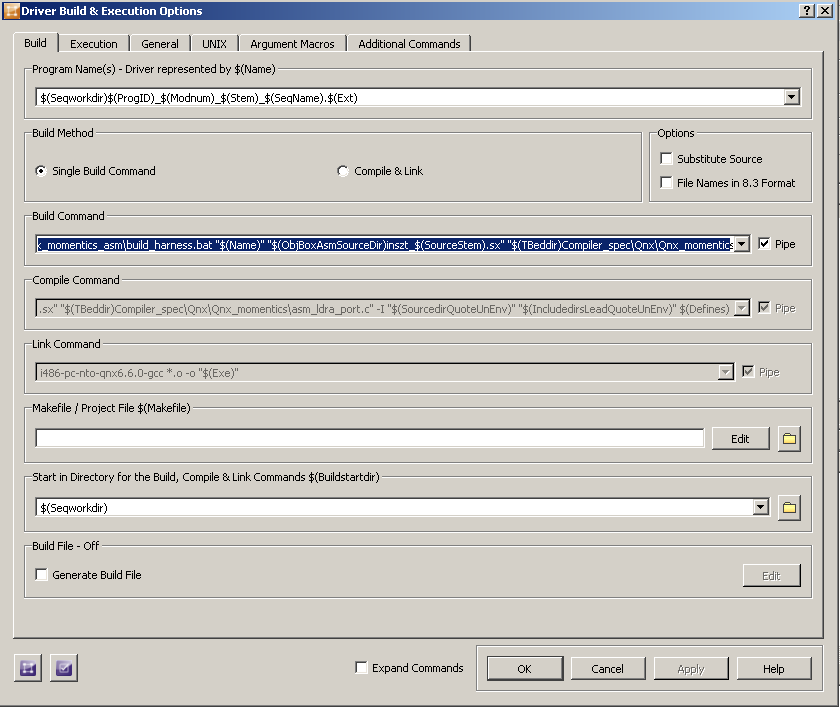 Driver Build & Execution Options
Build Execution General UNIX Argument Macros Additional Commands
Program Name(s) - Driver represented by $(Name)
$(Seqworkdir)$(ProgID)_$(Modnum)_$(Stem)_$(SeqName).$(Ext)
Build Method
Single Build Command
Compile & Link
Options
Substitute Source
File Names in 8.3 Format
Build Command
x_momentics_asm\build_harness.bat "$(Name)" "$(ObjBoxAsmSourceDir)inszt_$(SourceStem).sx" "$(TBeddir)Compiler_spec\Qnx\Qnx_momentics
Pipe
Compile Command
.sx" "$(TBeddir)Compiler_spec\Qnx\Qnx_momentics\asm_ldra_port.c" -I "$(SourcedirQuoteUnEnv)" "$(IncludedirsLeadQuoteUnEnv)" $(Defines)
Pipe
Link Command
i486-pc-nto-qnx6.6.0-gcc *.o -o "$(Exe)"
Pipe
Makefile / Project File $(Makefile)
Edit
Start in Directory for the Build, Compile & Link Commands $(Buildstartdir)
$(Seqworkdir)
Build File - Off
Generate Build File
Edit
Expand Commands
OK Cancel Apply Help